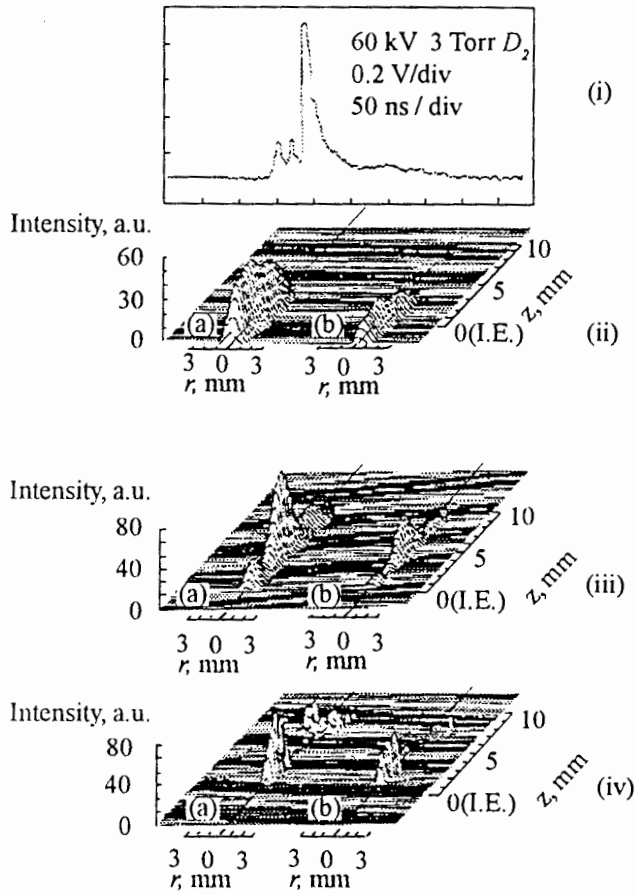 60 kV 3 Torr D₂
0.2 V/div
50 ns / div
(i)
Intensity, a.u.
60
30
0
(a)
(b)
10
5
0(I.E.)
z, mm
(ii)
3 0 3
r, mm
3 0 3
r, mm
Intensity, a.u.
80
40
0
(a)
(b)
10
5
0(I.E.)
z, mm
(iii)
3 0 3
r, mm
3 0 3
r, mm
Intensity, a.u.
80
40
0
(a)
(b)
10
5
0(I.E.)
z, mm
(iv)
3 0 3
r, mm
3 0 3
r, mm